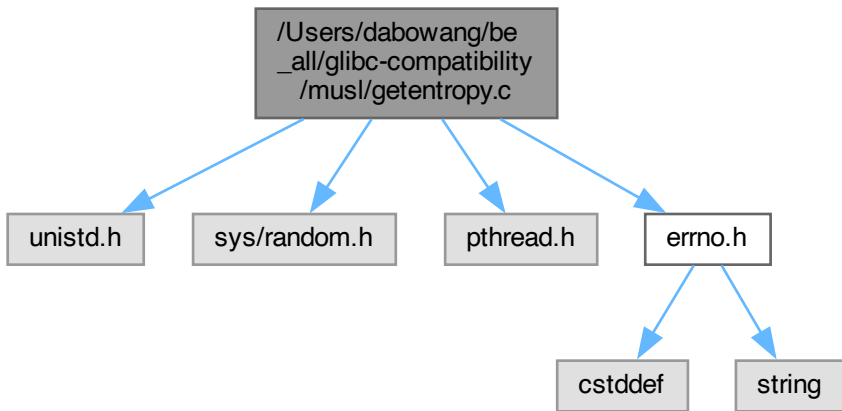 /Users/dabowang/be
_all/glibc-compatibility
/musl/getentropy.c
unistd.h
sys/random.h
pthread.h
errno.h
cstddef
string